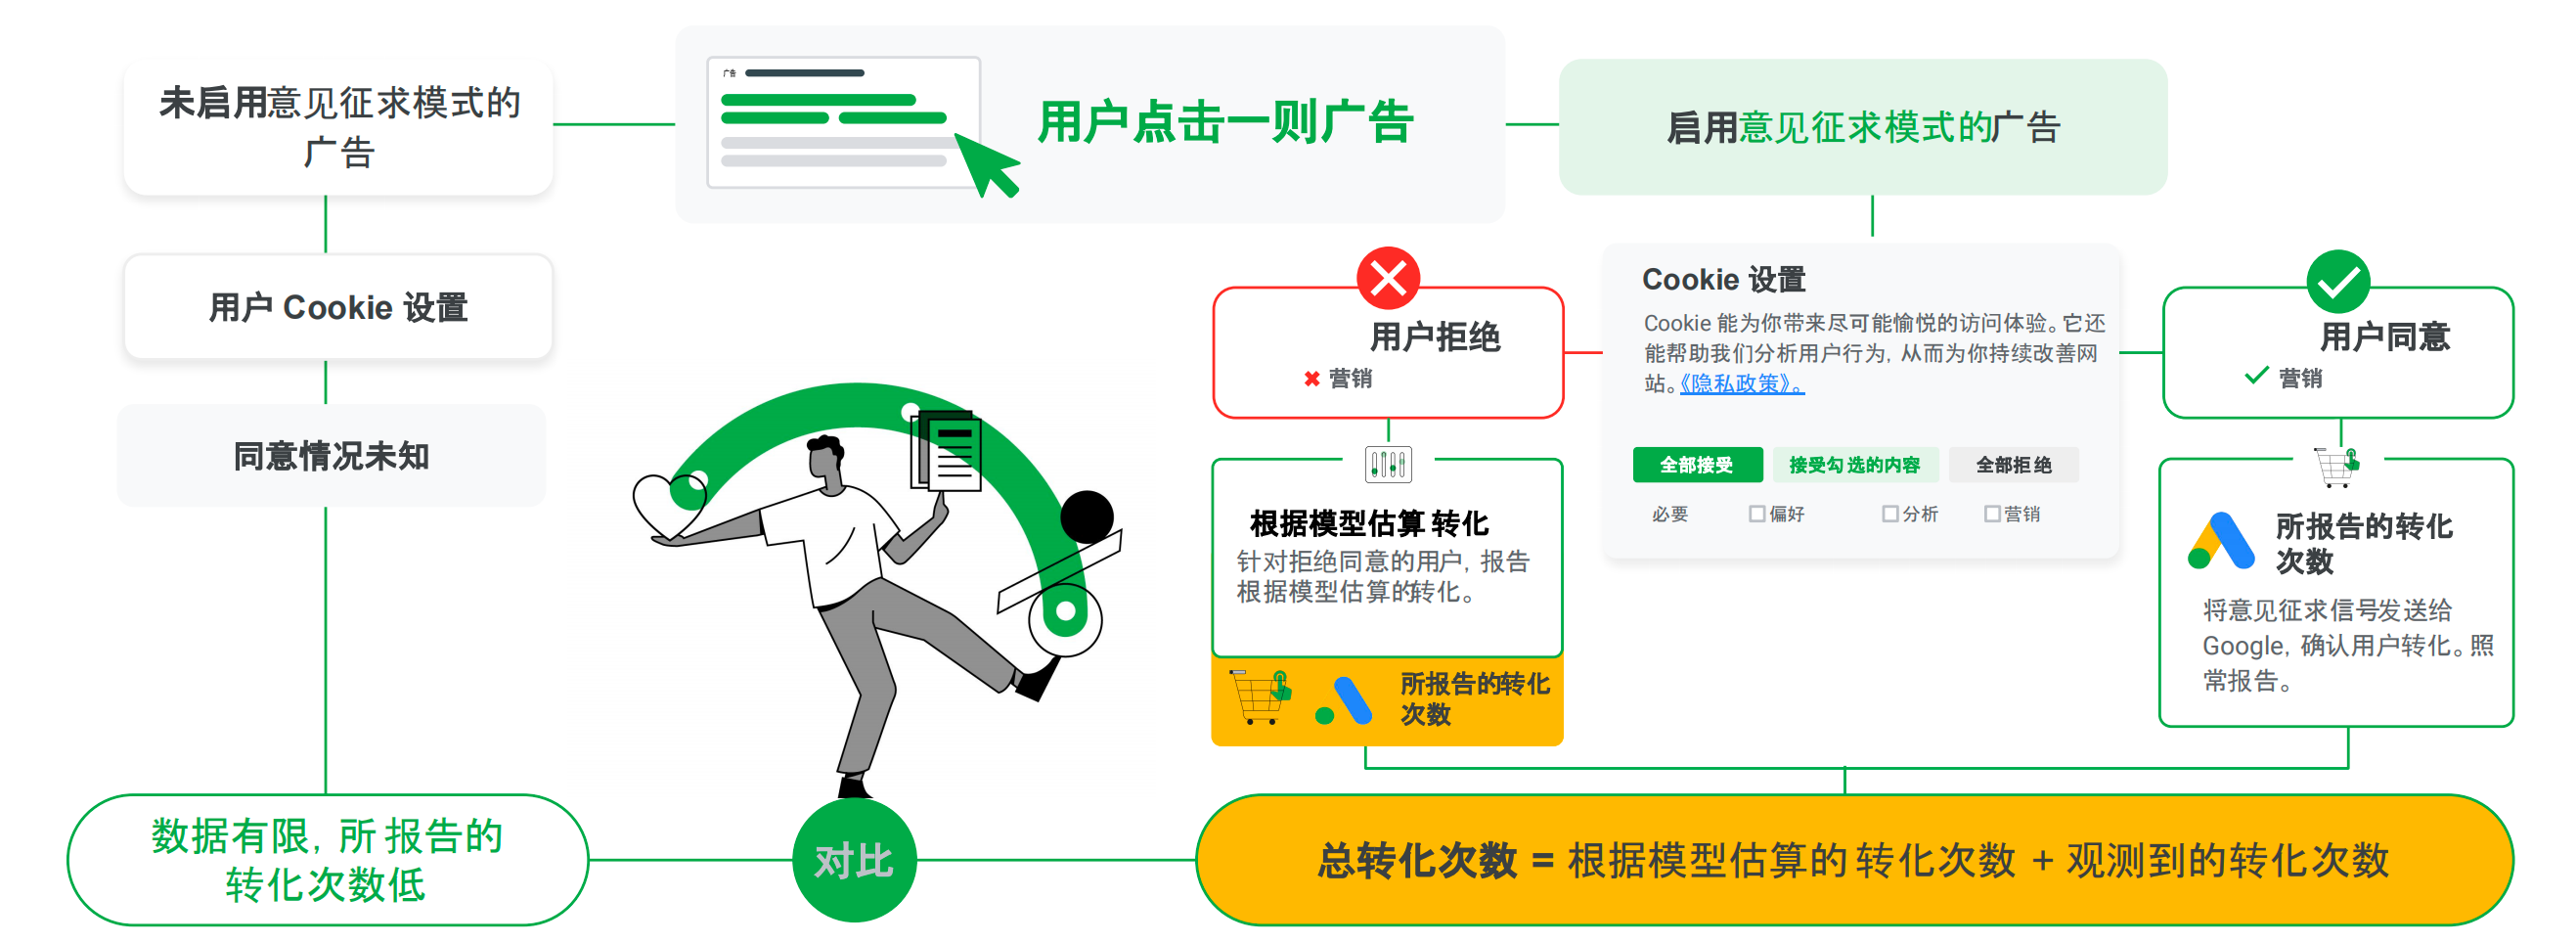 未启用意见征求模式的
广告
用户 Cookie 设置
同意情况未知
数据有限，所报告的
转化次数低
广告
用户点击一则广告
对比
启用意见征求模式的广告
用户拒绝
营销
根据模型估算转化
针对拒绝同意的用户，报告
根据模型估算的转化。
所报告的转化
次数
Cookie 设置
Cookie 能为你带来尽可能愉悦的访问体验。它还
能帮助我们分析用户行为，从而为你持续改善网
站。《隐私政策》。
全部接受
接受勾选的内容
全部拒绝
必要
偏好
分析
营销
用户同意
营销
所报告的转化
次数
将意见征求信号发送给
Google，确认用户转化。照
常报告。
总转化次数 = 根据模型估算的转化次数 + 观测到的转化次数